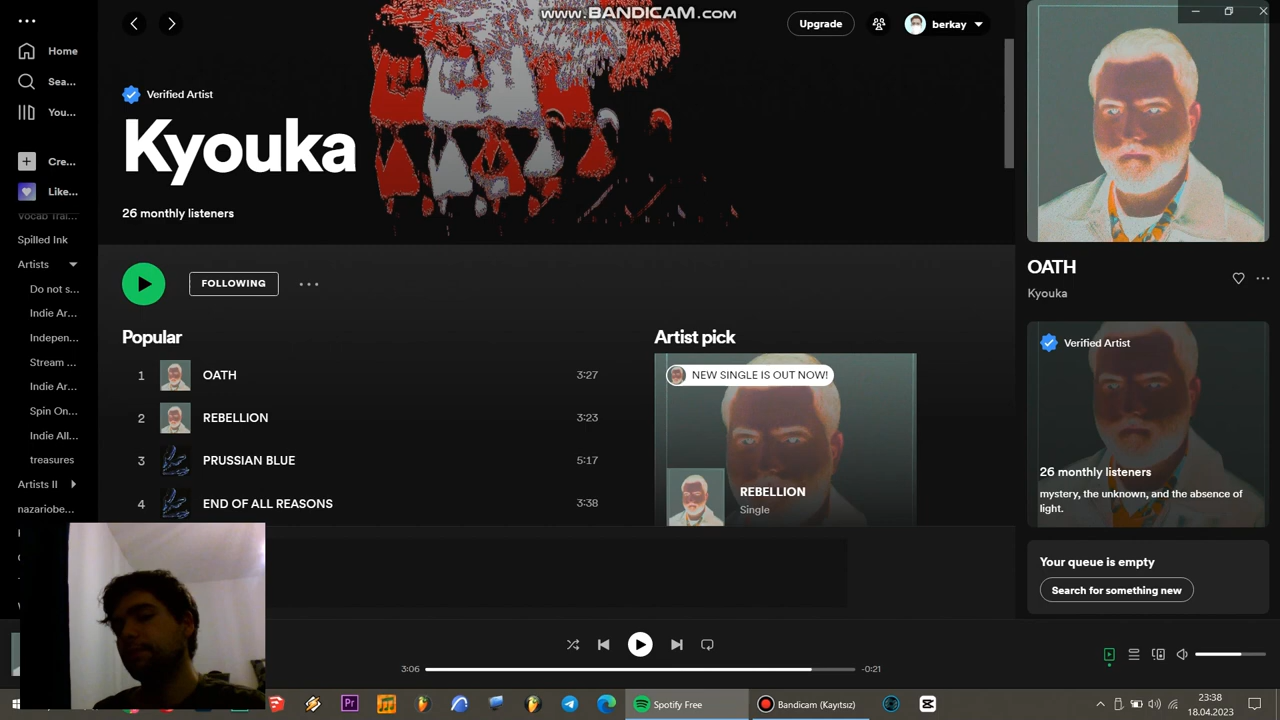 www.BANDICAM.com
Home
Sea...
You...
Cre...
Like...
Vocab Trai...
Spilled Ink
Artists
Do not s...
Indie Ar...
Indepen...
Stream ...
Indie Ar...
Spin On...
Indie All...
treasures
Artists II
nazariobe...
Upgrade
berkay
Verified Artist
Kyouka
26 monthly listeners
FOLLOWING
Popular
1 OATH 3:27
2 REBELLION 3:23
3 PRUSSIAN BLUE 5:17
4 END OF ALL REASONS 3:38
Artist pick
NEW SINGLE IS OUT NOW!
REBELLION
Single
OATH
Kyouka
Verified Artist
26 monthly listeners
mystery, the unknown, and the absence of
light.
Your queue is empty
Search for something new
3:06
-0:21
Pr
Spotify Free
Bandicam (Kayıtsız)
23:38
18.04.2023